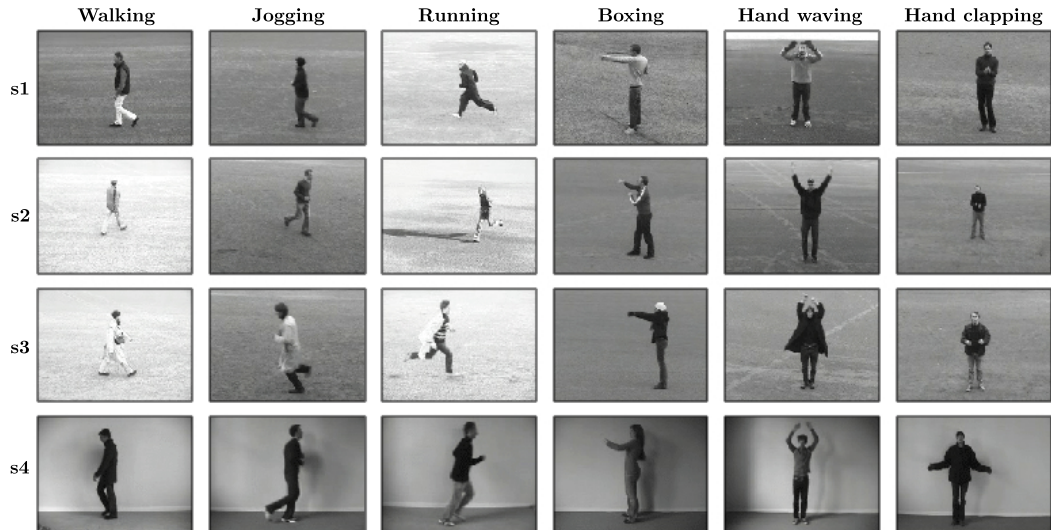 Walking Jogging Running Boxing Hand waving Hand clapping
s1
s2
s3
s4